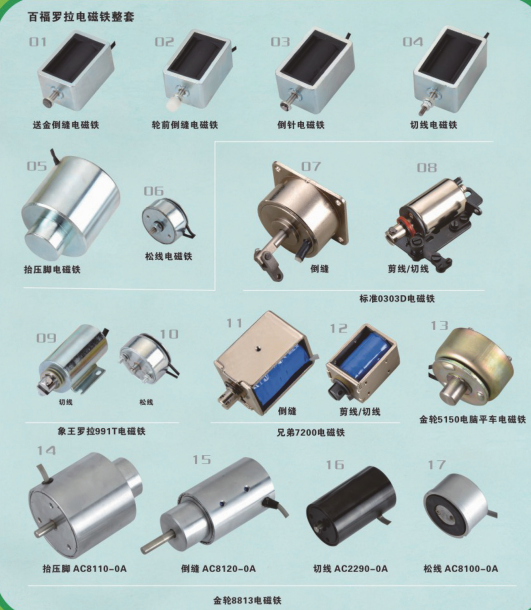 百福罗拉电磁铁整套
01 02 03 04
送金倒缝电磁铁 轮前倒缝电磁铁 倒针电磁铁 切线电磁铁
05 06 07 08
抬压脚电磁铁 松线电磁铁 倒缝 剪线/切线
标准0303D电磁铁
09 10 11 12 13
切线 松线 倒缝 剪线/切线
金轮5150电脑平车电磁铁
象王罗拉991T电磁铁 兄弟7200电磁铁
14 15 16 17
抬压脚 AC8110-0A 倒缝 AC8120-0A 切线 AC2290-0A 松线 AC8100-0A
金轮8813电磁铁